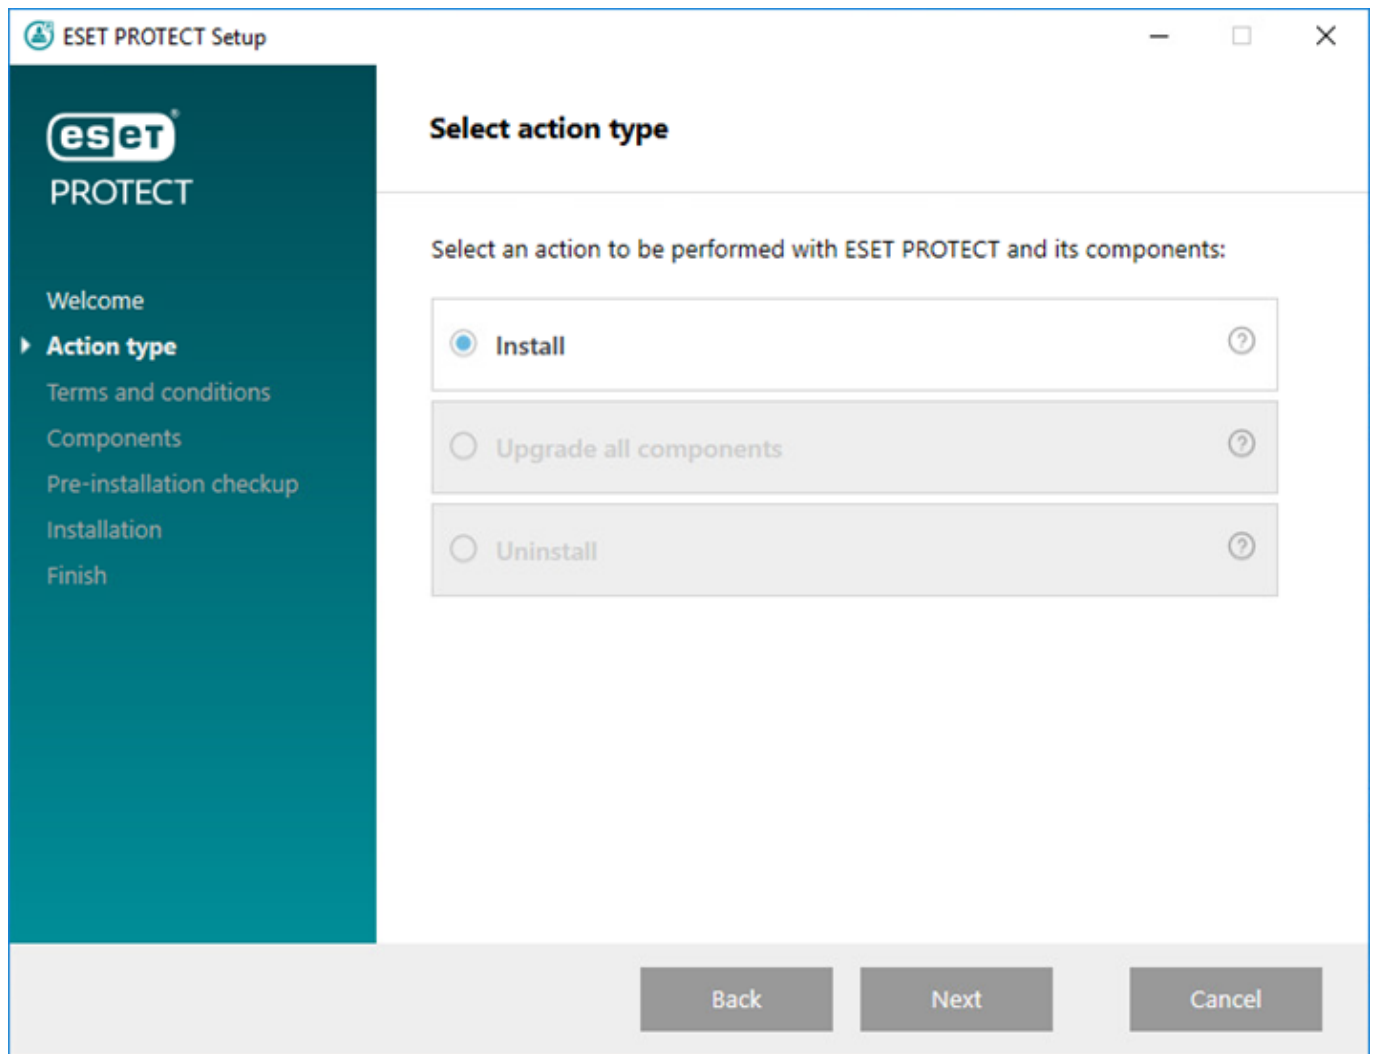 ESET PROTECT Setup
eseT®
PROTECT
Welcome
Action type
Terms and conditions
Components
Pre-installation checkup
Installation
Finish
Select action type
Select an action to be performed with ESET PROTECT and its components:
Install ?
Upgrade all components ?
Uninstall ?
Back Next Cancel